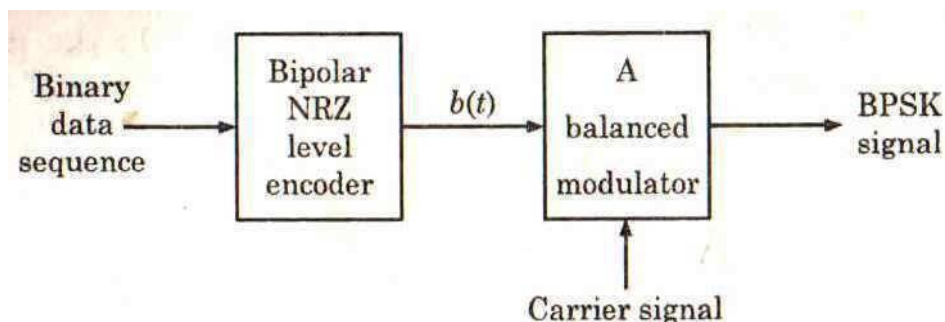 Binary
data
sequence
Bipolar
NRZ
level
encoder
b(t)
A
balanced
modulator
BPSK
signal
Carrier signal